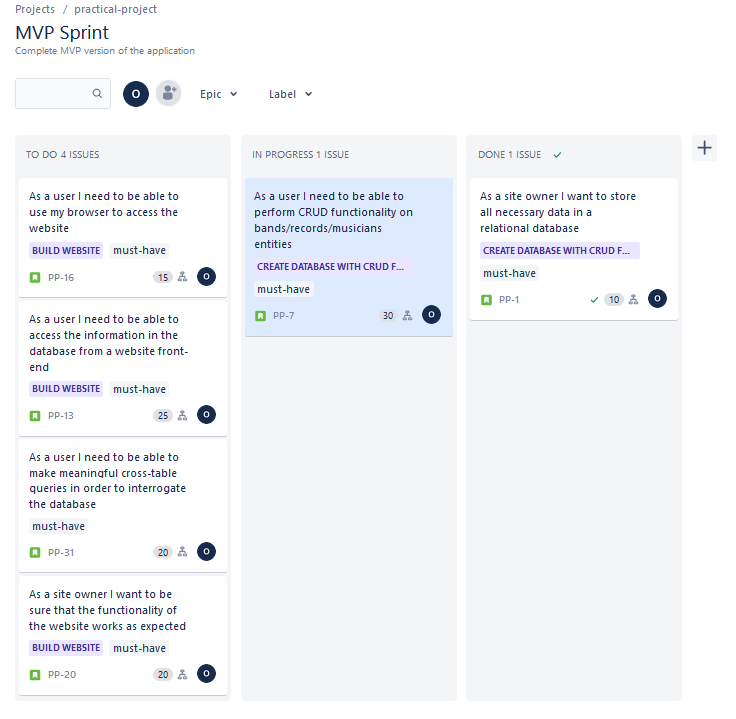 Projects / practical-project
MVP Sprint
Complete MVP version of the application
O
Epic
Label
TO DO 4 ISSUES
As a user I need to be able to
use my browser to access the
website
BUILD WEBSITE must-have
PP-16 15 O
As a user I need to be able to
access the information in the
database from a website front-
end
BUILD WEBSITE must-have
PP-13 25 O
As a user I need to be able to
make meaningful cross-table
queries in order to interrogate
the database
must-have
PP-31 20 O
As a site owner I want to be
sure that the functionality of
the website works as expected
BUILD WEBSITE must-have
PP-20 20 O
IN PROGRESS 1 ISSUE
As a user I need to be able to
perform CRUD functionality on
bands/records/musicians
entities
CREATE DATABASE WITH CRUD F...
must-have
PP-7 30 O
DONE 1 ISSUE
As a site owner I want to store
all necessary data in a
relational database
CREATE DATABASE WITH CRUD F...
must-have
PP-1 10 O